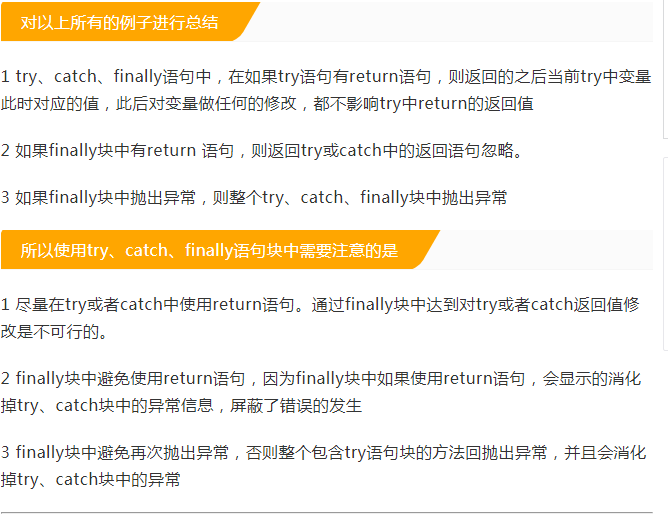 对以上所有的例子进行总结
1 try、catch、finally语句中，在如果try语句有return语句，则返回的之后当前try中变量
此时对应的值，此后对变量做任何的修改，都不影响try中return的返回值
2 如果finally块中有return 语句，则返回try或catch中的返回语句忽略。
3 如果finally块中抛出异常，则整个try、catch、finally块中抛出异常
所以使用try、catch、finally语句块中需要注意的是
1 尽量在try或者catch中使用return语句。通过finally块中达到对try或者catch返回值修
改是不可行的。
2 finally块中避免使用return语句，因为finally块中如果使用return语句，会显示的消化
掉try、catch块中的异常信息，屏蔽了错误的发生
3 finally块中避免再次抛出异常，否则整个包含try语句块的方法回抛出异常，并且会消化
掉try、catch块中的异常